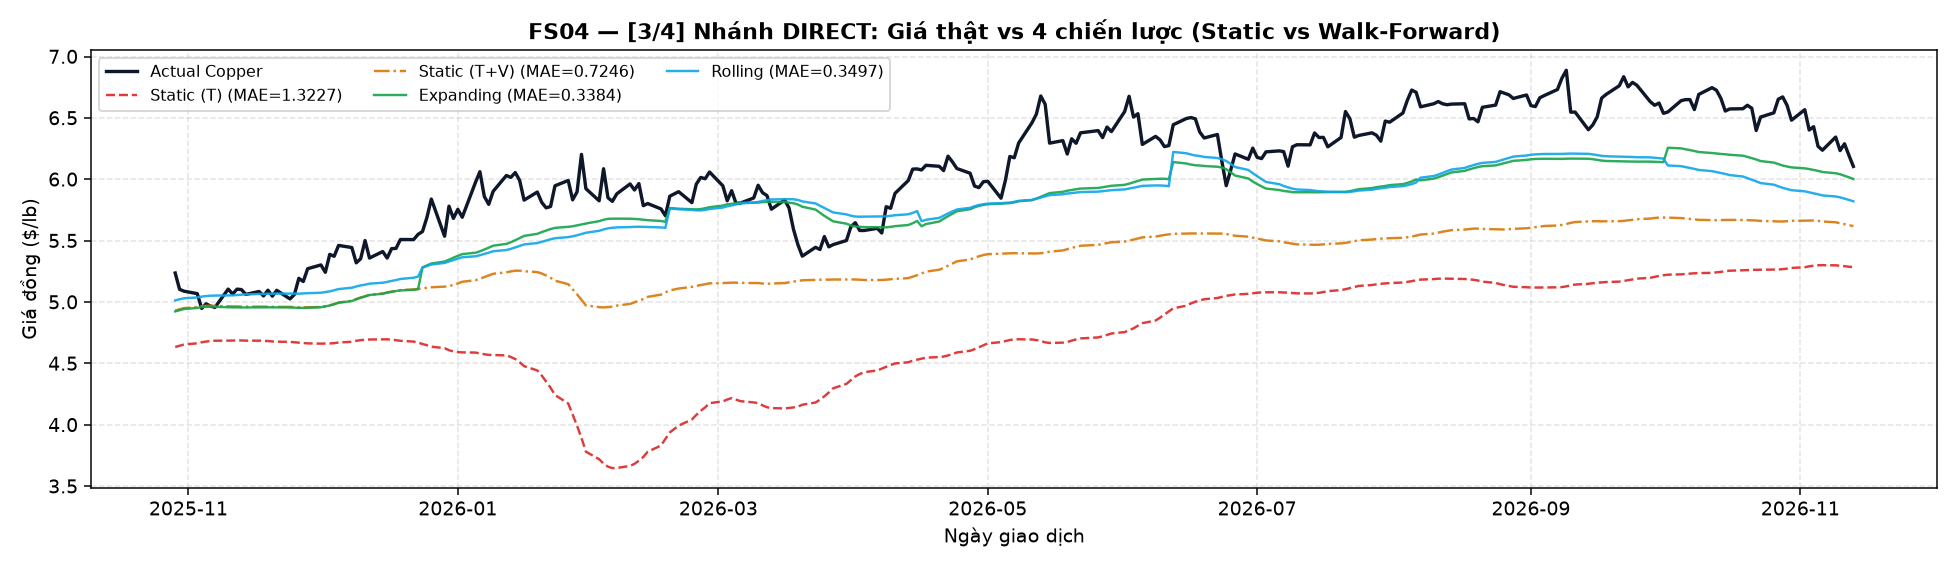 FS04 — [3/4] Nhánh DIRECT: Giá thật vs 4 chiến lược (Static vs Walk-Forward)
Actual Copper
Static (T) (MAE=1.3227)
Static (T+V) (MAE=0.7246)
Expanding (MAE=0.3384)
Rolling (MAE=0.3497)
Giá đồng ($/lb)
7.0
6.5
6.0
5.5
5.0
4.5
4.0
3.5
2025-11
2026-01
2026-03
2026-05
2026-07
2026-09
2026-11
Ngày giao dịch